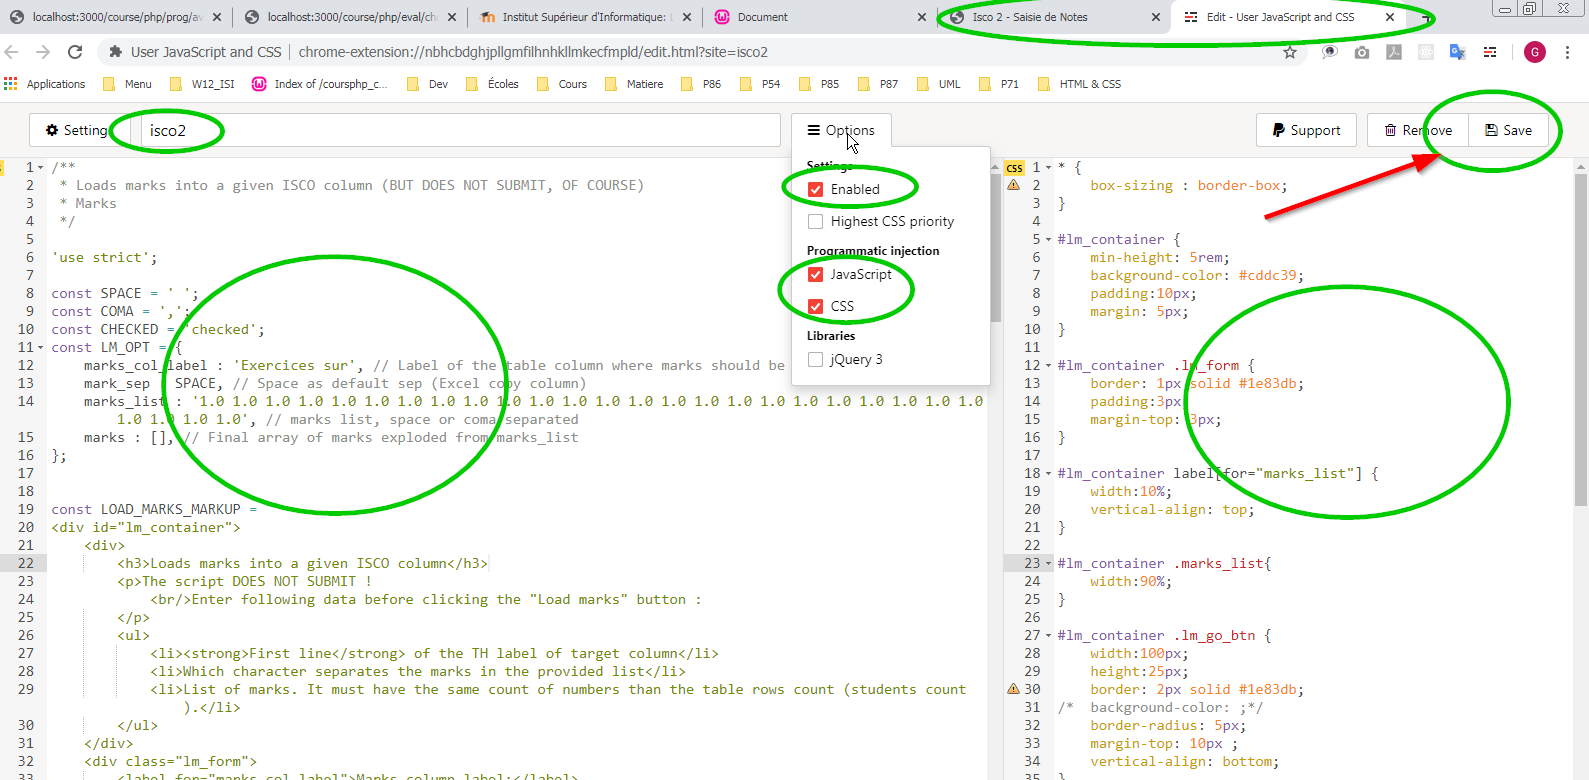 localhost:3000/course/php/prog/av
localhost:3000/course/php/eval/cho
Institut Supérieur d'Informatique: L
Document
Isco 2 - Saisie de Notes
Edit - User JavaScript and CSS
User JavaScript and CSS | chrome-extension://nbhcbdghjpllgmfilhnhkllmkecfmpld/edit.html?site=isco2
G
Applications Menu W12_ISI Index of /coursphp_c... Dev Écoles Cours Matiere P86 P54 P85 P87 UML P71 HTML & CSS
Setting isco2 Options Support Remove Save
Settings
Enabled
Highest CSS priority
Programmatic injection
JavaScript
CSS
Libraries
jQuery 3
1 /**
2 * Loads marks into a given ISCO column (BUT DOES NOT SUBMIT, OF COURSE)
3 * Marks
4 */
5
6 'use strict';
7
8 const SPACE = ' ';
9 const COMA = ',';
10 const CHECKED = 'checked';
11 const LM_OPT = {
12 marks_col_label : 'Exercices sur', // Label of the table column where marks should be
13 mark_sep : SPACE, // Space as default sep (Excel copy column)
14 marks_list : '1.0 1.0 1.0 1.0 1.0 1.0 1.0 1.0 1.0 1.0 1.0 1.0 1.0 1.0 1.0 1.0 1.0 1.0 1.0 1.0 1.0 1.0 1.0 1.0
1.0 1.0 1.0 1.0', // marks list, space or coma separated
15 marks : [], // Final array of marks exploded from marks_list
16 };
17
18
19 const LOAD_MARKS_MARKUP =
20 <div id="lm_container">
21 <div>
22 <h3>Loads marks into a given ISCO column</h3>
23 <p>The script DOES NOT SUBMIT !
24 <br/>Enter following data before clicking the "Load marks" button :
25 </p>
26 <ul>
27 <li><strong>First line</strong> of the TH label of target column</li>
28 <li>Which character separates the marks in the provided list</li>
29 <li>List of marks. It must have the same count of numbers than the table rows count (students count
).</li>
30 </ul>
31 </div>
32 <div class="lm_form">
33 <label for="marks_col_label">Marks column label:</label>
CSS
1 * {
2 box-sizing : border-box;
3 }
4
5 #lm_container {
6 min-height: 5rem;
7 background-color: #cddc39;
8 padding:10px;
9 margin: 5px;
10 }
11
12 #lm_container .lm_form {
13 border: 1px solid #1e83db;
14 padding:3px;
15 margin-top: 3px;
16 }
17
18 #lm_container label[for="marks_list"] {
19 width:10%;
20 vertical-align: top;
21 }
22
23 #lm_container .marks_list{
24 width:90%;
25 }
26
27 #lm_container .lm_go_btn {
28 width:100px;
29 height:25px;
30 border: 2px solid #1e83db;
31 /* background-color: ;*/
32 border-radius: 5px;
33 margin-top: 10px ;
34 vertical-align: bottom;
35 }